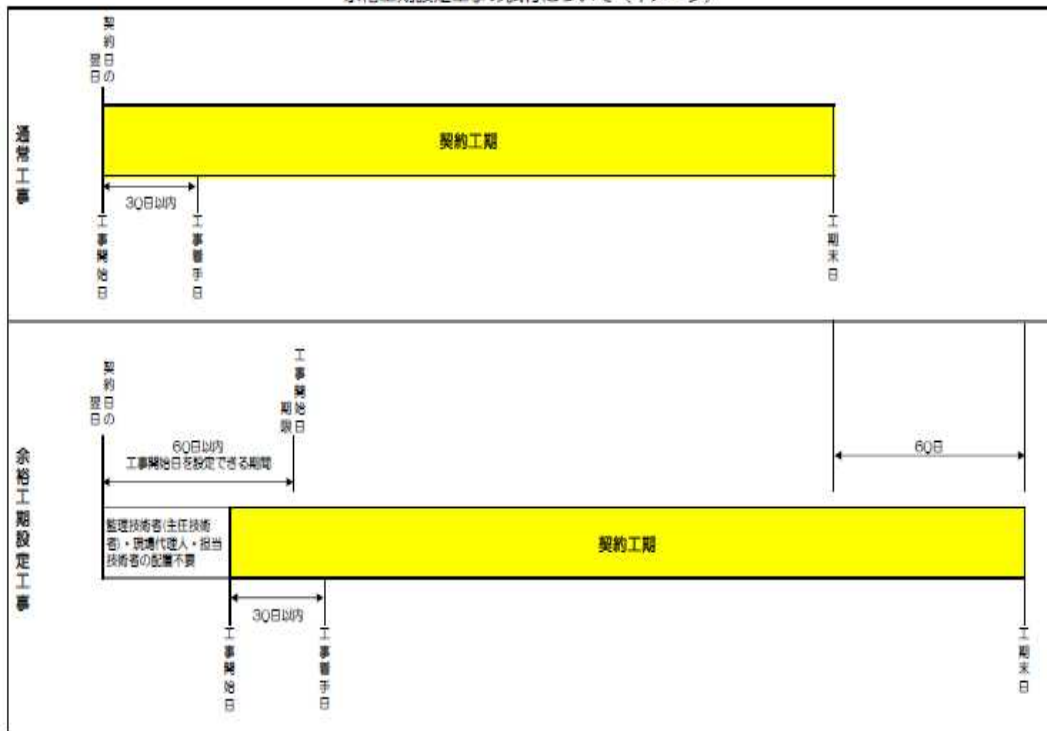 契約日の
翌日
通常工事
契約工期
30日以内
工事開始日
工事着手日
工期末日
契約日の
翌日
工事開始日
期限
余裕工期設定工事
60日以内
工事開始日を設定できる期間
60日
監理技術者(主任技術
者)・現場代理人・担当
技術者の配置不要
契約工期
30日以内
工事開始日
工事着手日
工期末日